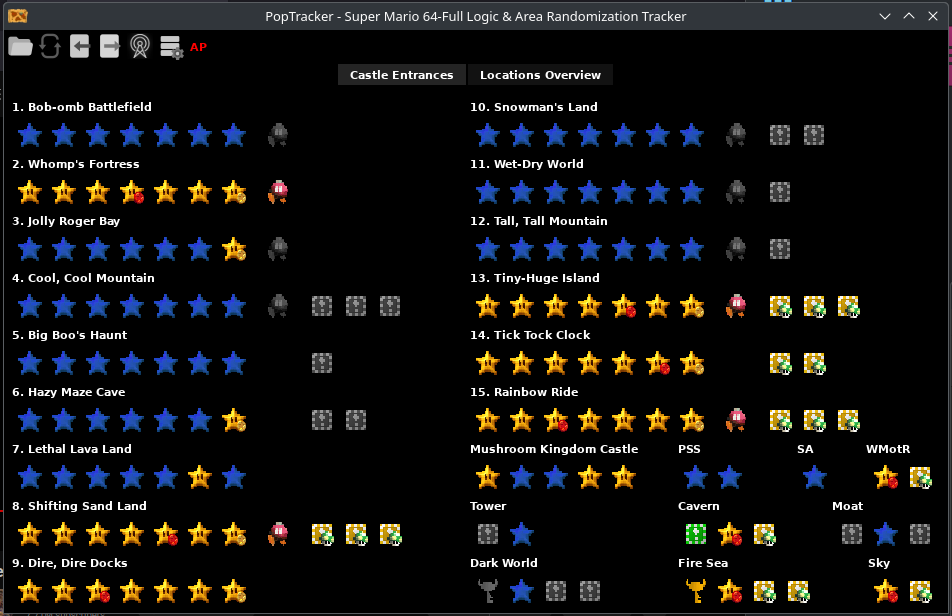 PopTracker - Super Mario 64-Full Logic & Area Randomization Tracker
AP
Castle Entrances
Locations Overview
1. Bob-omb Battlefield
2. Whomp's Fortress
3. Jolly Roger Bay
4. Cool, Cool Mountain
5. Big Boo's Haunt
6. Hazy Maze Cave
7. Lethal Lava Land
8. Shifting Sand Land
9. Dire, Dire Docks
10. Snowman's Land
11. Wet-Dry World
12. Tall, Tall Mountain
13. Tiny-Huge Island
14. Tick Tock Clock
15. Rainbow Ride
Mushroom Kingdom Castle
PSS
SA
WMotR
Tower
Cavern
Moat
Dark World
Fire Sea
Sky